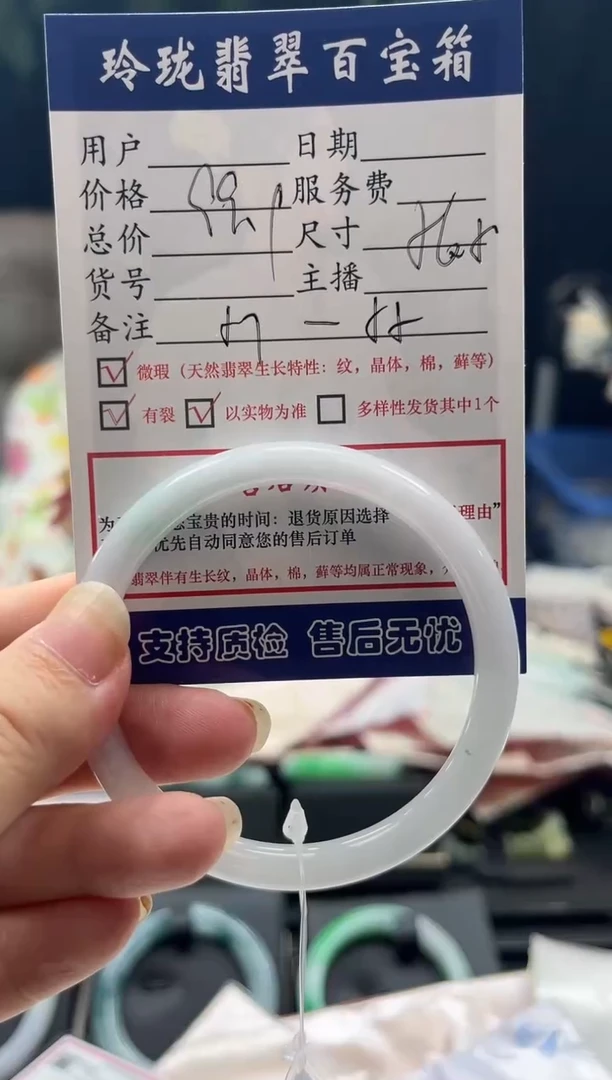 玲珑翡翠百宝箱
用户 日期
价格 服务费
总价 尺寸
货号 主播
备注
微瑕（天然翡翠生长特性：纹，晶体，棉，藓等）
有裂 以实物为准 多样性发货其中1个
为 宝贵的时间：退货原因选择 理由”
优先自动同意您的售后订单
翡翠伴有生长纹，晶体，棉，藓等均属正常现象，
支持质检 售后无忧